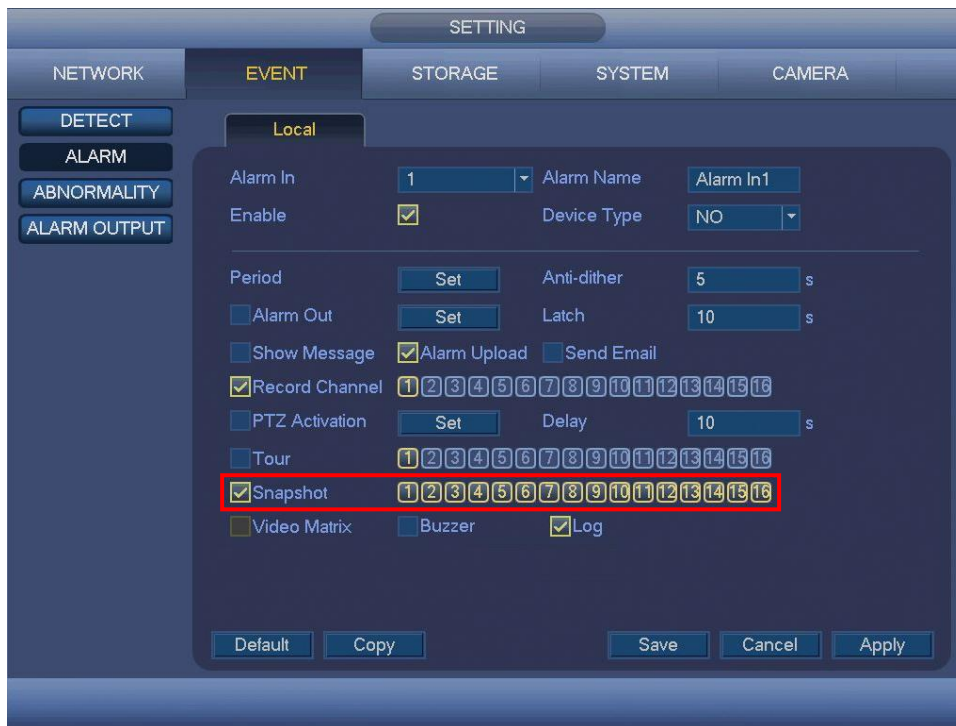 SETTING
NETWORK EVENT STORAGE SYSTEM CAMERA
DETECT
ALARM
ABNORMALITY
ALARM OUTPUT
Local
Alarm In 1 Alarm Name Alarm In1
Enable Device Type NO
Period Set Anti-dither 5 s
Alarm Out Set Latch 10 s
Show Message Alarm Upload Send Email
Record Channel 1 2 3 4 5 6 7 8 9 10 11 12 13 14 15 16
PTZ Activation Set Delay 10 s
Tour 1 2 3 4 5 6 7 8 9 10 11 12 13 14 15 16
Snapshot 1 2 3 4 5 6 7 8 9 10 11 12 13 14 15 16
Video Matrix Buzzer Log
Default Copy Save Cancel Apply